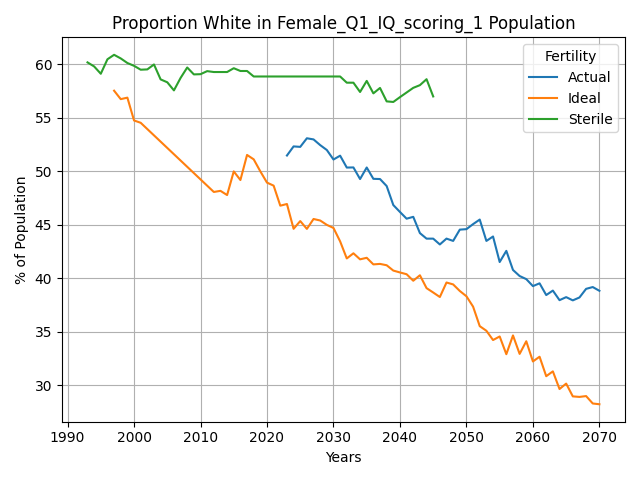 Proportion White in Female_Q1_IQ_scoring_1 Population
Fertility
Actual
Ideal
Sterile
% of Population
60
55
50
45
40
35
30
1990
2000
2010
2020
2030
2040
2050
2060
2070
Years